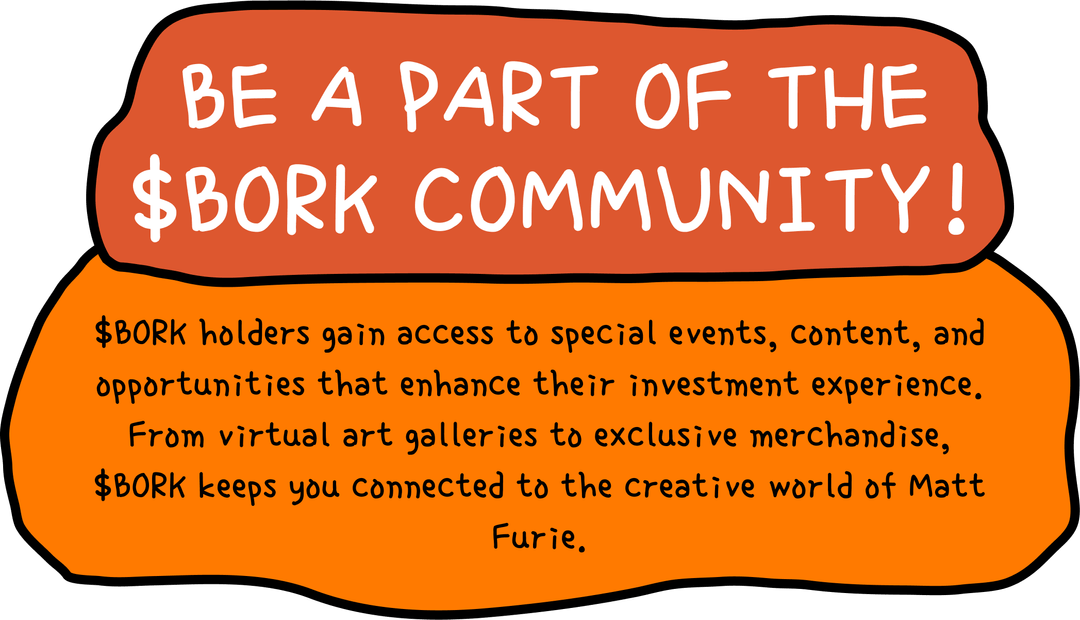 BE A PART OF THE
$BORK COMMUNITY!
$BORK holders gain access to special events, content, and
opportunities that enhance their investment experience.
From virtual art galleries to exclusive merchandise,
$BORK keeps you connected to the creative world of Matt
Furie.